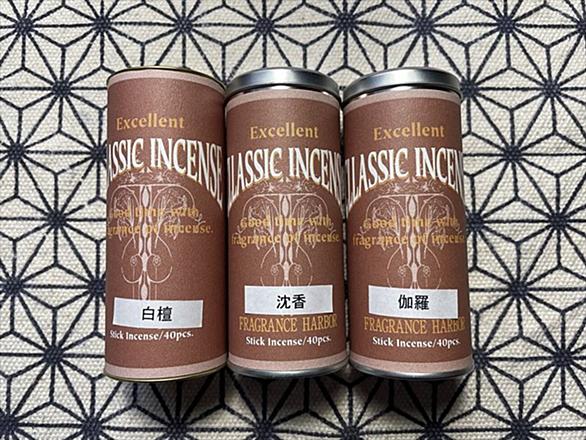 Excellent
ASSIC INCENSE
Good time with
fragrance of incense.
白檀
Stick Incense/40pcs.
Excellent
LASSIC INCENSE
Good time with
fragrance of incense.
沈香
FRAGRANCE HARBOR
Stick Incense/40pcs.
Excellent
LASSIC INCENS
Good time with
fragrance of incense.
伽羅
FRAGRANCE HARBOR
Stick Incense/40pcs.